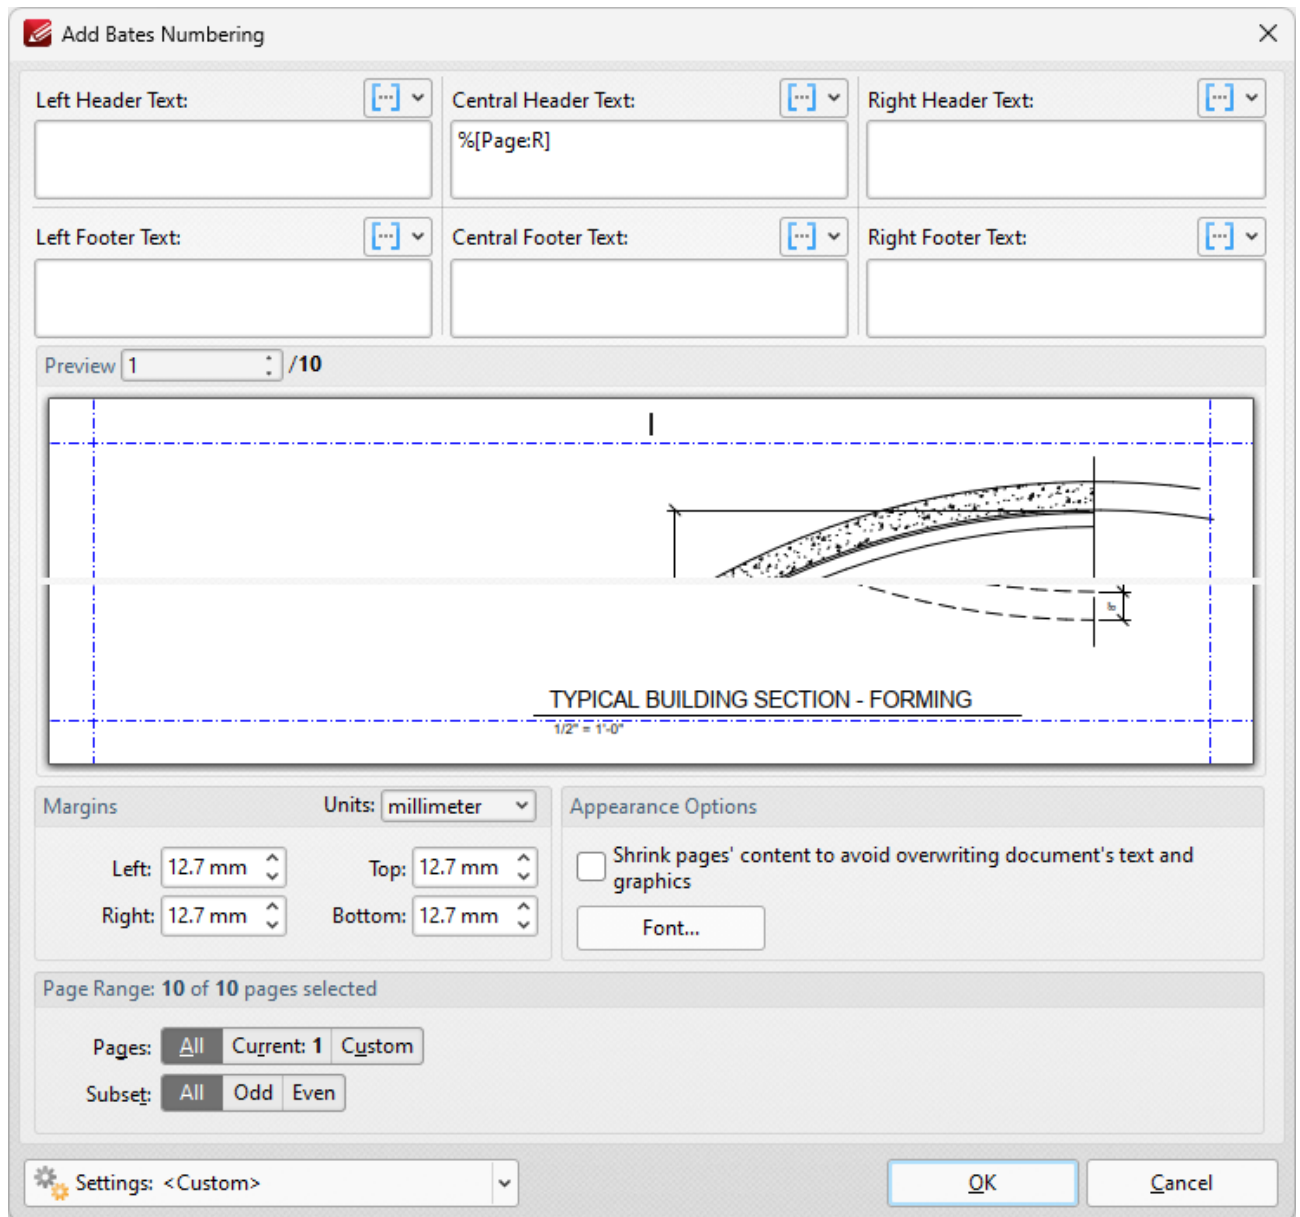 Add Bates Numbering
Left Header Text:
Central Header Text:
Right Header Text:
%[Page:R]
Left Footer Text:
Central Footer Text:
Right Footer Text:
Preview 1 /10
I
8"
TYPICAL BUILDING SECTION - FORMING
1/2" = 1'-0"
Margins
Units: millimeter
Appearance Options
Left: 12.7 mm
Top: 12.7 mm
Shrink pages' content to avoid overwriting document's text and
graphics
Right: 12.7 mm
Bottom: 12.7 mm
Font...
Page Range: 10 of 10 pages selected
Pages: All Current: 1 Custom
Subset: All Odd Even
Settings: <Custom>
OK
Cancel